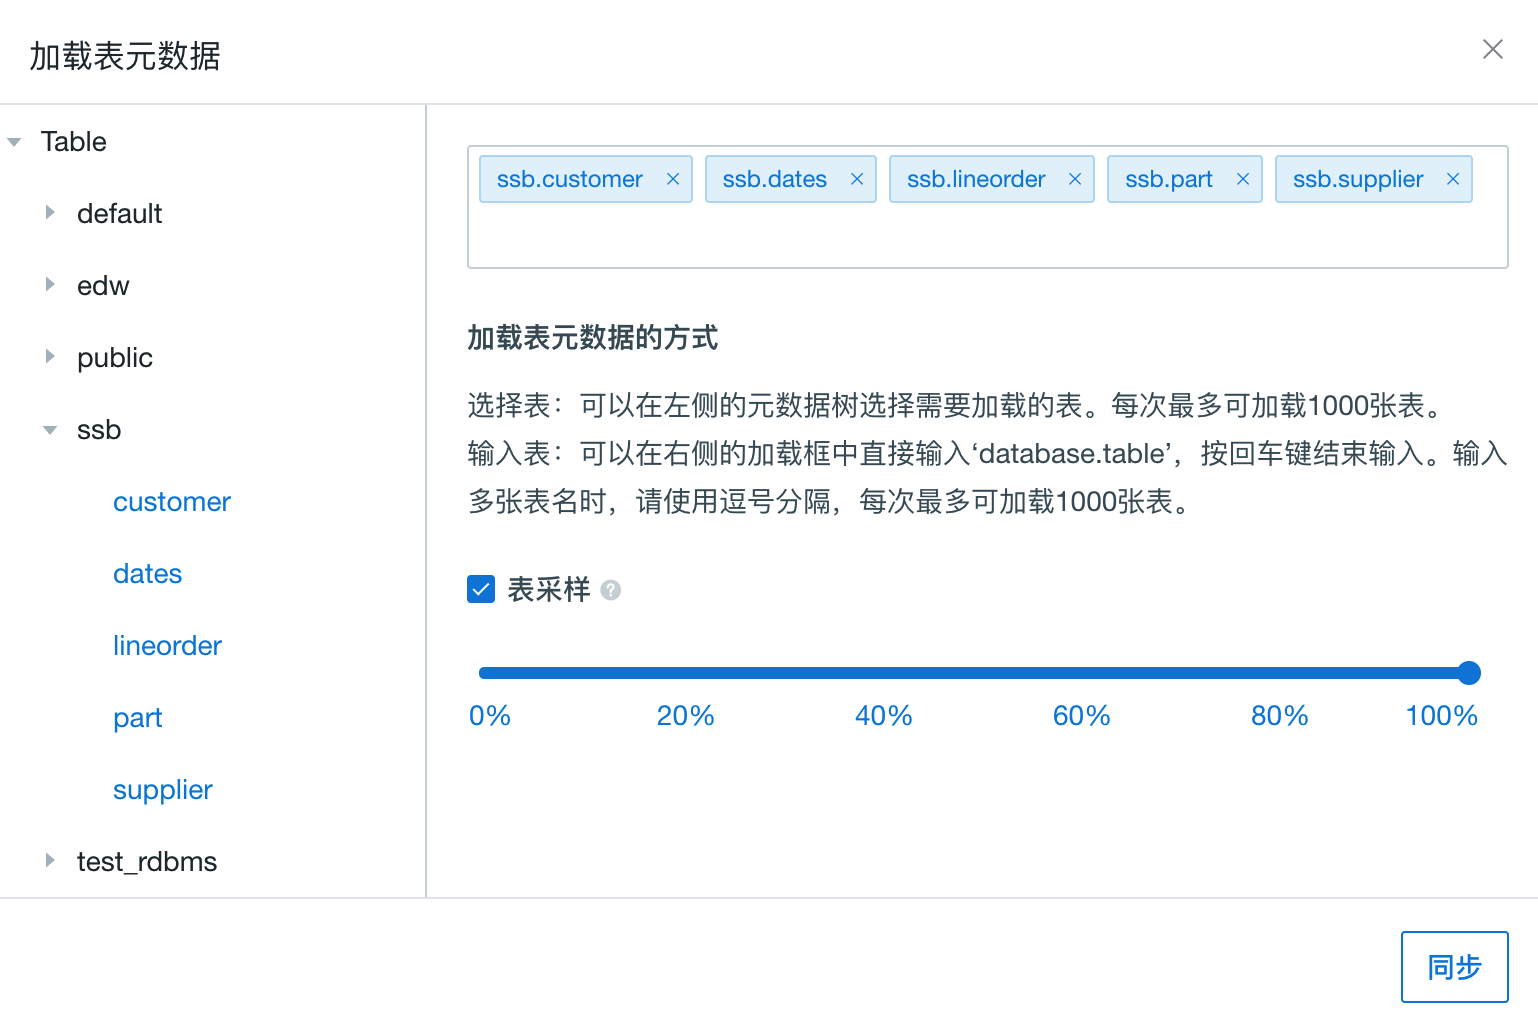 加载表元数据
Table
default
edw
public
ssb
customer
dates
lineorder
part
supplier
test_rdbms
ssb.customer × ssb.dates × ssb.lineorder × ssb.part × ssb.supplier ×
加载表元数据的方式
选择表：可以在左侧的元数据树选择需要加载的表。每次最多可加载1000张表。
输入表：可以在右侧的加载框中直接输入‘database.table’，按回车键结束输入。输入
多张表名时，请使用逗号分隔，每次最多可加载1000张表。
表采样 ?
0% 20% 40% 60% 80% 100%
同步